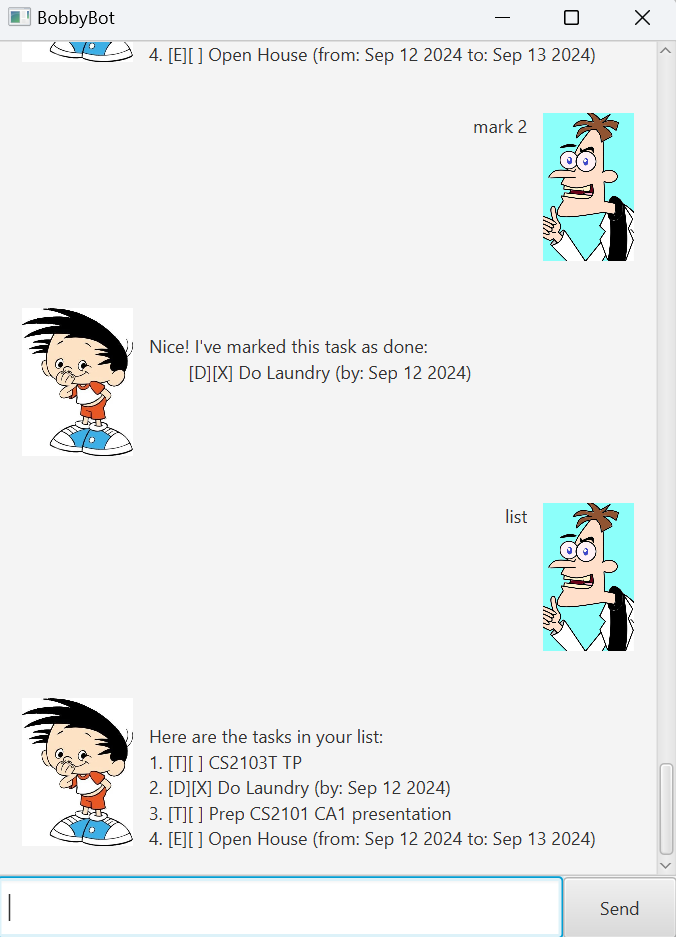 BobbyBot
4. [E][ ] Open House (from: Sep 12 2024 to: Sep 13 2024)
mark 2
Nice! I've marked this task as done:
[D][X] Do Laundry (by: Sep 12 2024)
list
Here are the tasks in your list:
1. [T][ ] CS2103T TP
2. [D][X] Do Laundry (by: Sep 12 2024)
3. [T][ ] Prep CS2101 CA1 presentation
4. [E][ ] Open House (from: Sep 12 2024 to: Sep 13 2024)
Send